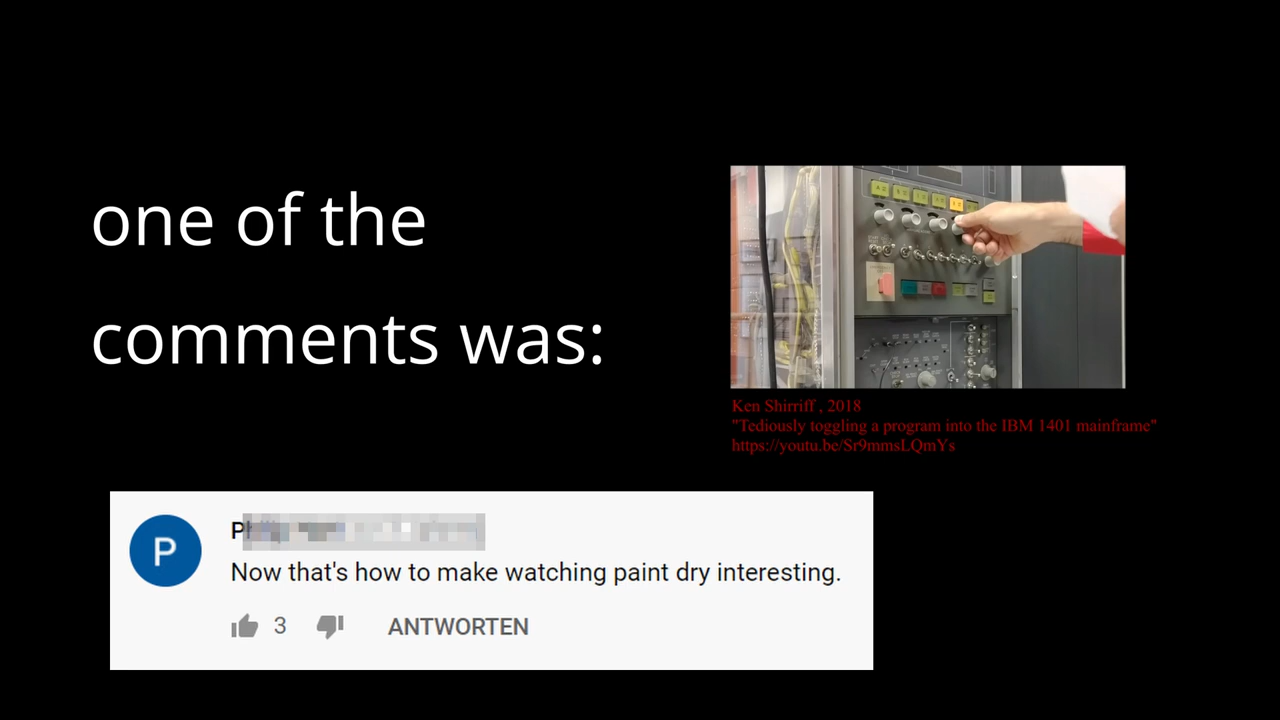 one of the
comments was:
Ken Shirriff , 2018
"Tediously toggling a program into the IBM 1401 mainframe"
https://youtu.be/Sr9mmsLQmYs
P
P
Now that's how to make watching paint dry interesting.
3
ANTWORTEN